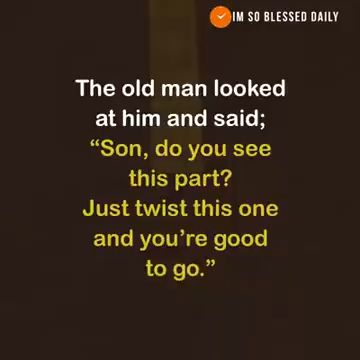 IM SO BLESSED DAILY
The old man looked
at him and said;
“Son, do you see
this part?
Just twist this one
and you’re good
to go.”